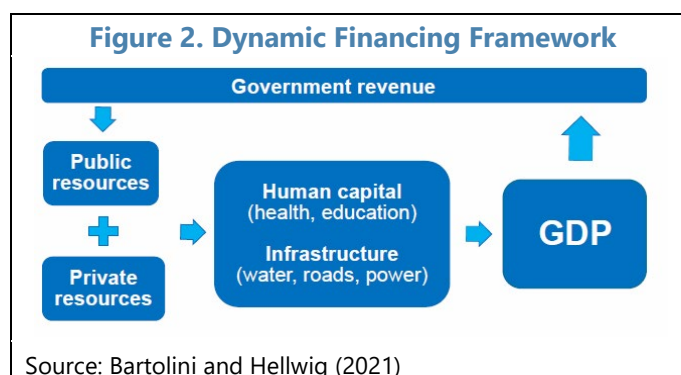 Figure 2. Dynamic Financing Framework
Government revenue
Public
resources
Private
resources
Human capital
(health, education)
Infrastructure
(water, roads, power)
GDP
Source: Bartolini and Hellwig (2021)